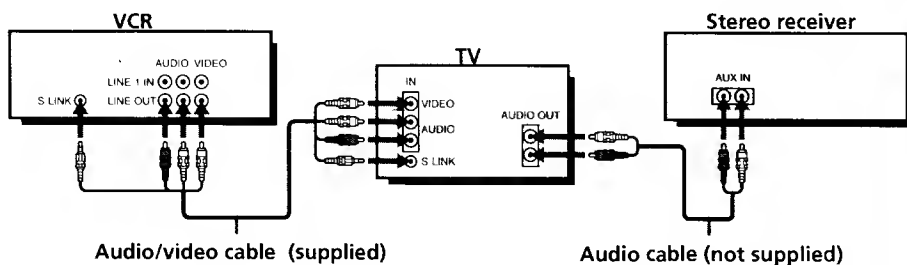 VCR
AUDIO VIDEO
LINE 1 IN
S LINK
LINE OUT
TV
IN
VIDEO
AUDIO
S LINK
AUDIO OUT
Stereo receiver
AUX IN
Audio/video cable (supplied)
Audio cable (not supplied)